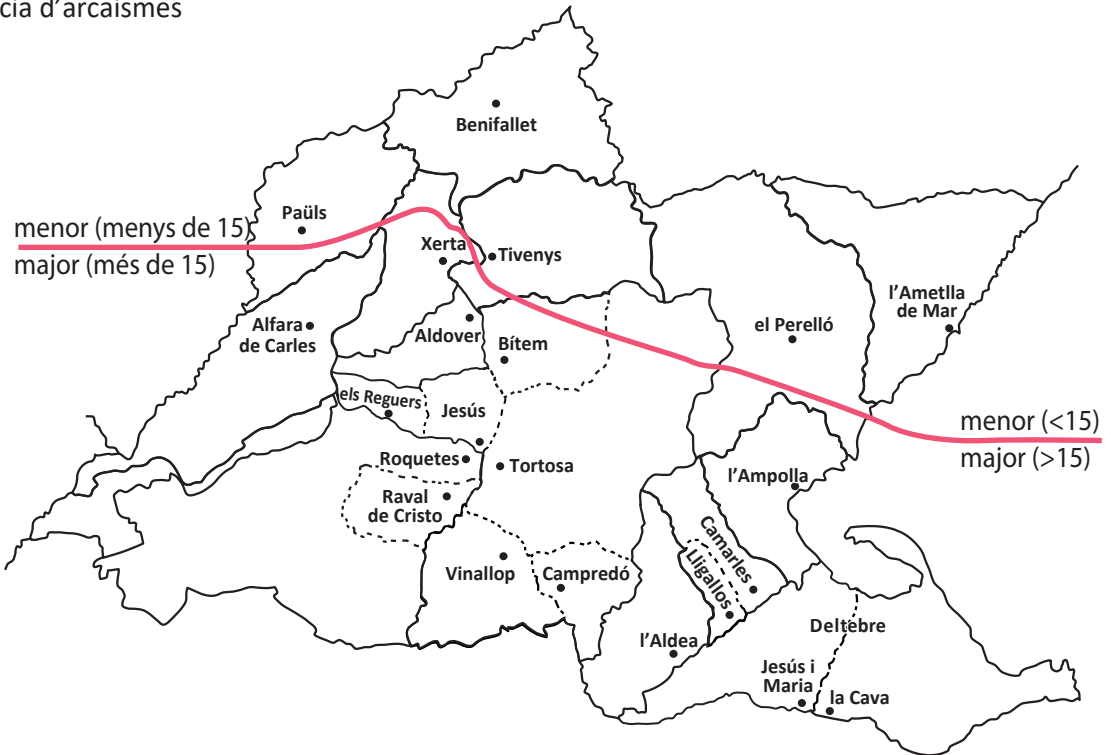 cia d'arcaismes
Benifallet
Paüls
menor (menys de 15)
major (més de 15)
Xerta
Tivenys
l'Ametlla
de Mar
Alfara
de Carles
Aldover
Bítem
el Perelló
els Reguers
Jesús
menor (<15)
major (>15)
Roquetes
Tortosa
l'Ampolla
Raval
de Cristo
Camarles
Lligallos
Vinallop
Campredó
Deltebre
l'Aldea
Jesús i
Maria
la Cava